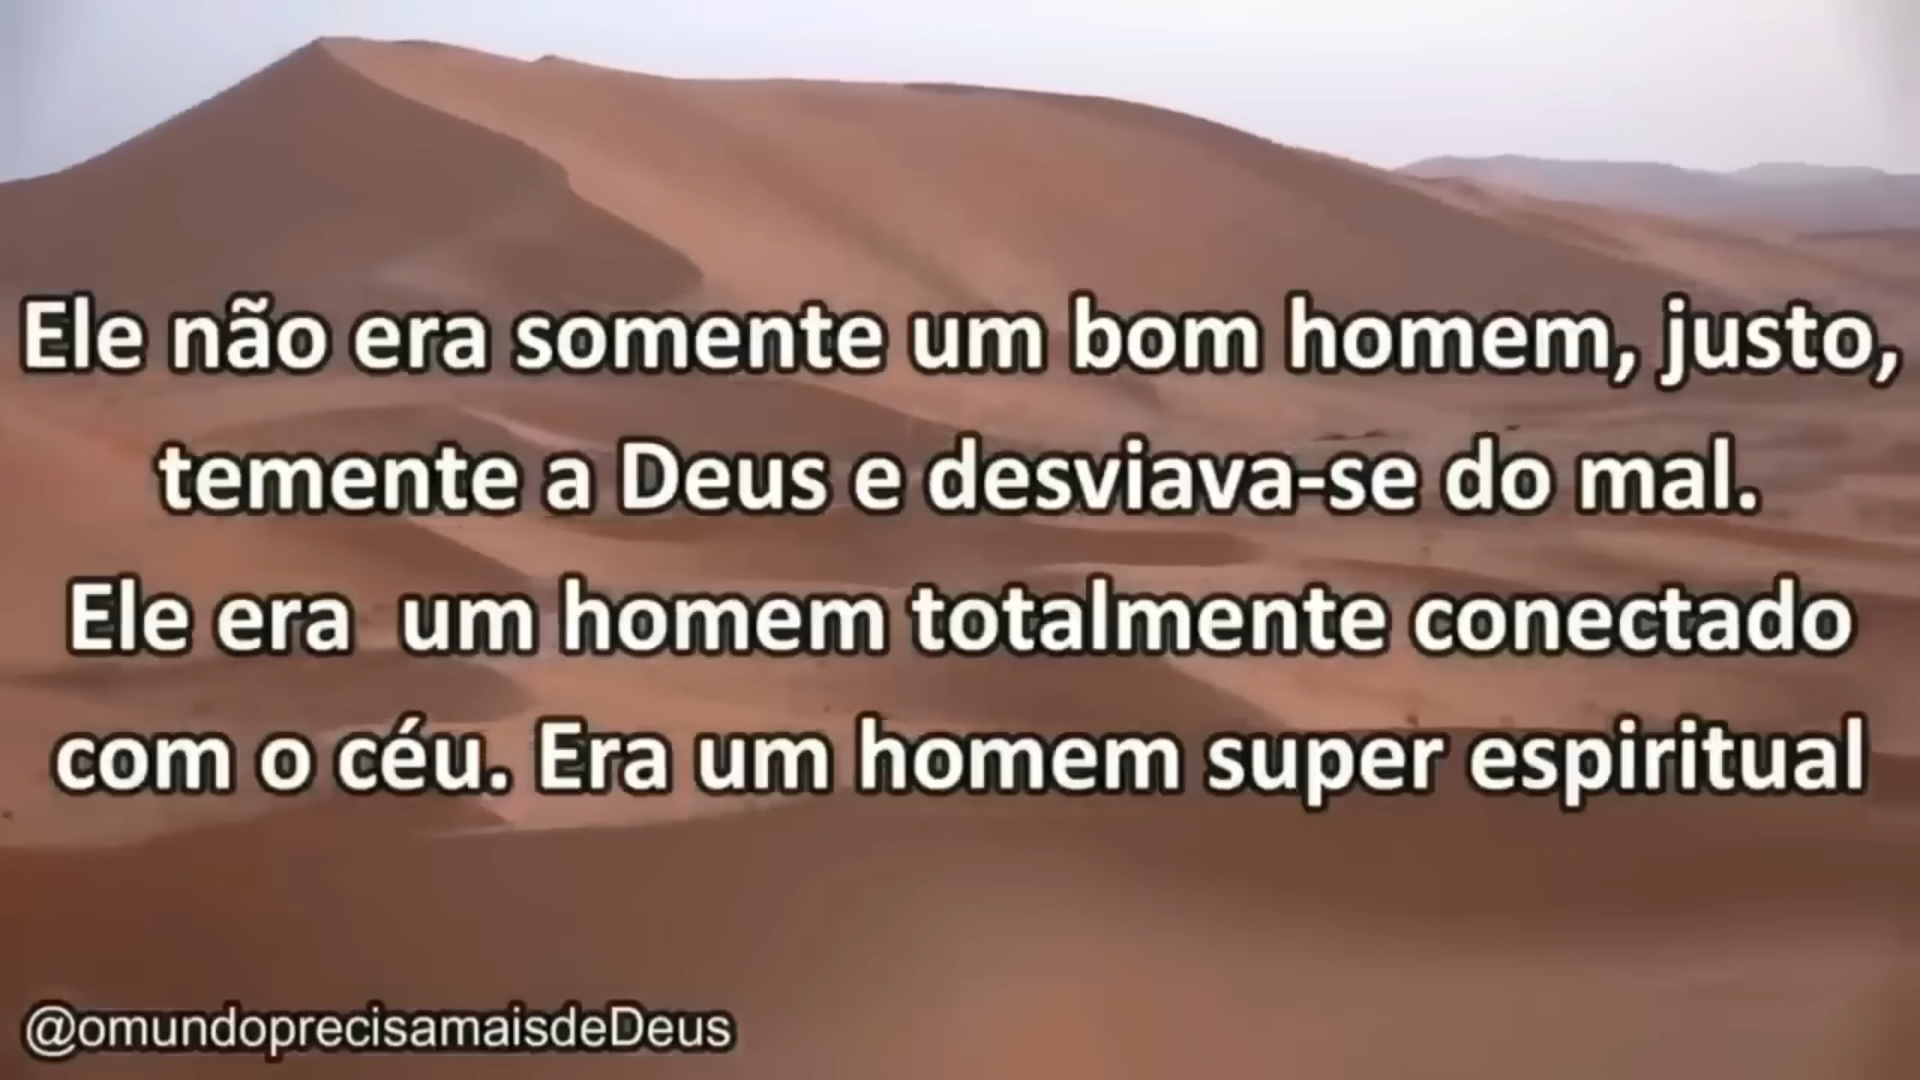 Ele não era somente um bom homem, justo,
temente a Deus e desviava-se do mal.
Ele era  um homem totalmente conectado
com o céu. Era um homem super espiritual
@omundoprecisamaisdeDeus